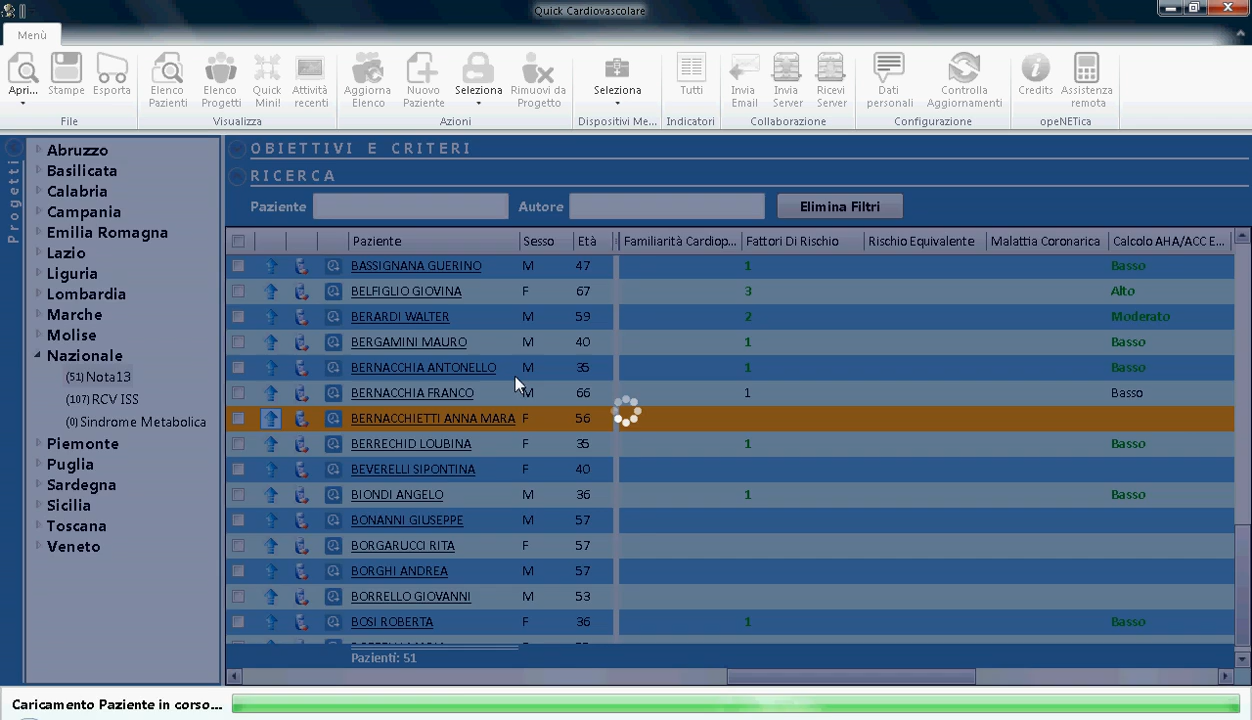 Quick Cardiovascolare
Menù
Apri... Stampe Esporta Elenco Pazienti Elenco Progetti Quick Mini! Attività recenti Aggiorna Elenco Nuovo Paziente Seleziona Rimuovi da Progetto Seleziona Tutti Invia Email Invia Server Ricevi Server Dati personali Controlla Aggiornamenti Credits Assistenza remota
File Visualizza Azioni Dispositivi Me... Indicatori Collaborazione Configurazione opeNETica
Progetti
Abruzzo
Basilicata
Calabria
Campania
Emilia Romagna
Lazio
Liguria
Lombardia
Marche
Molise
Nazionale
(51) Nota13
(107) RCV ISS
(0) Sindrome Metabolica
Piemonte
Puglia
Sardegna
Sicilia
Toscana
Veneto
OBIETTIVI E CRITERI
RICERCA
Paziente Autore Elimina Filtri
Paziente Sesso Età Familiarità Cardiop... Fattori Di Rischio Rischio Equivalente Malattia Coronarica Calcolo AHA/ACC E...
BASSIGNANA GUERINO M 47 1 Basso
BELFIGLIO GIOVINA F 67 3 Alto
BERARDI WALTER M 59 2 Moderato
BERGAMINI MAURO M 40 1 Basso
BERNACCHIA ANTONELLO M 35 1 Basso
BERNACCHIA FRANCO M 66 1 Basso
BERNACCHIETTI ANNA MARA F 56
BERRECHID LOUBINA F 35 1 Basso
BEVERELLI SIPONTINA F 40
BIONDI ANGELO M 36 1 Basso
BONANNI GIUSEPPE M 57
BORGARUCCI RITA F 57
BORGHI ANDREA M 57
BORRELLO GIOVANNI M 53
BOSI ROBERTA F 36 1 Basso
Pazienti: 51
Caricamento Paziente in corso...